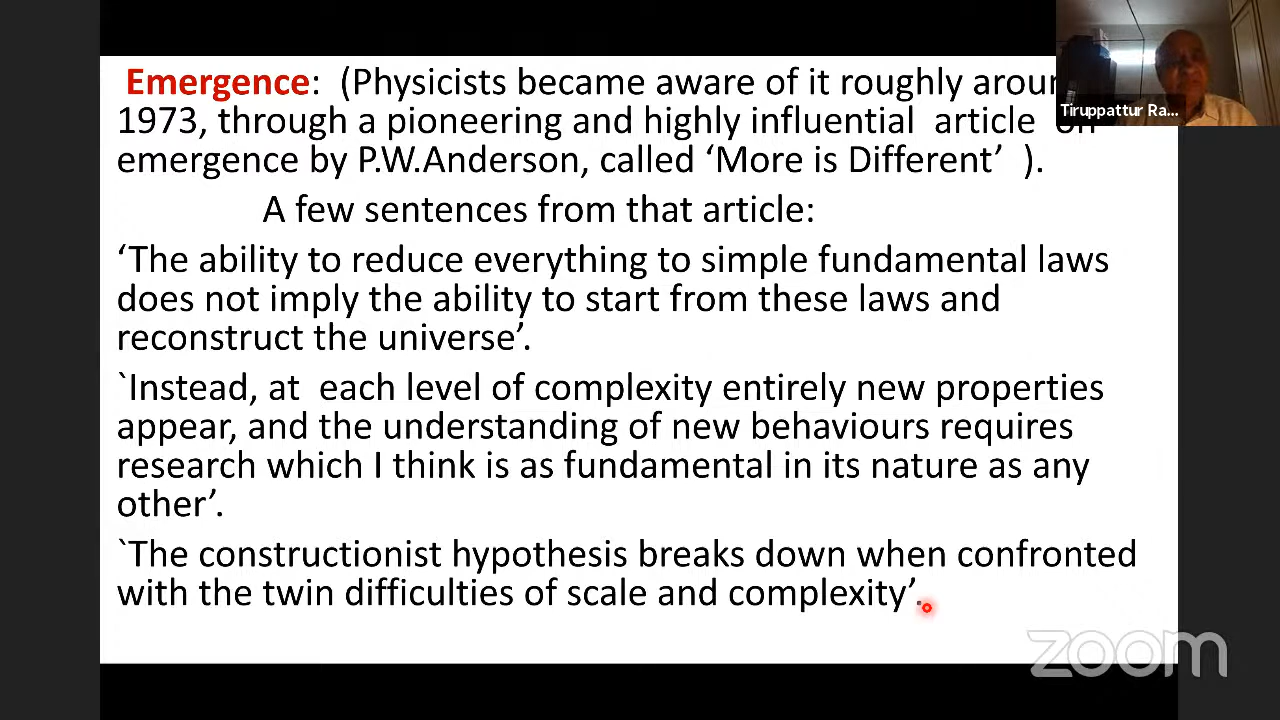 Emergence: (Physicists became aware of it roughly
1973, through a pioneering and highly influential article
emergence by P.W.Anderson, called ‘More is Different’ ).
A few sentences from that article:
‘The ability to reduce everything to simple fundamental laws
does not imply the ability to start from these laws and
reconstruct the universe’.
`Instead, at each level of complexity entirely new properties
appear, and the understanding of new behaviours requires
research which I think is as fundamental in its nature as any
other’.
`The constructionist hypothesis breaks down when confronted
with the twin difficulties of scale and complexity’.
Tiruppattur Ra...
zoom